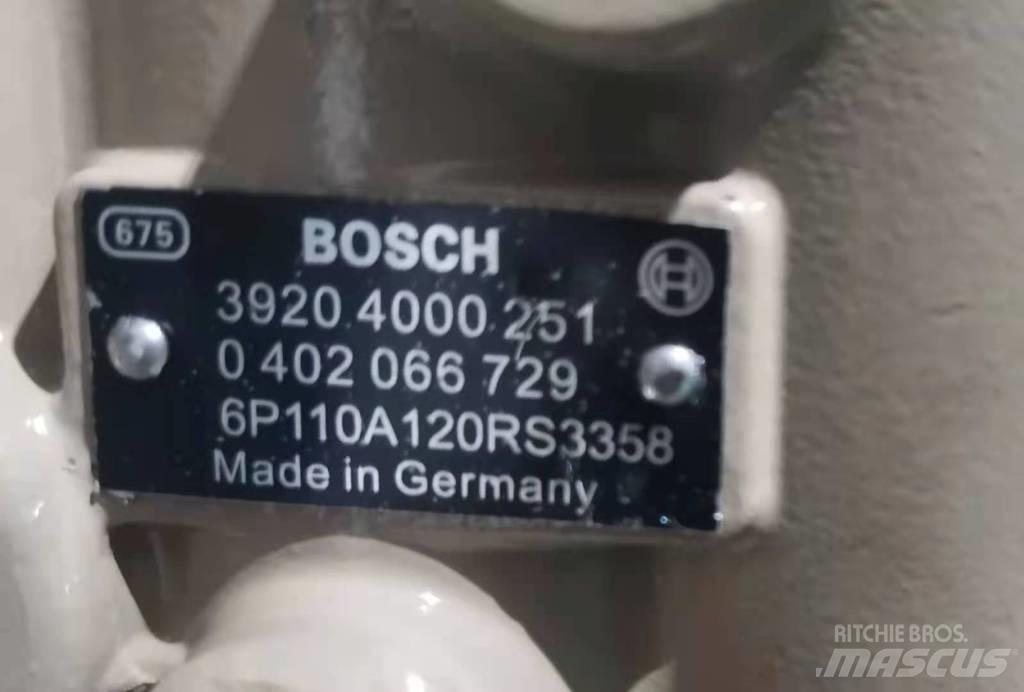 675
BOSCH
3920 4000 251
0 402 066 729
6P110A120RS3358
Made in Germany
RITCHIE BROS.
MASCUS